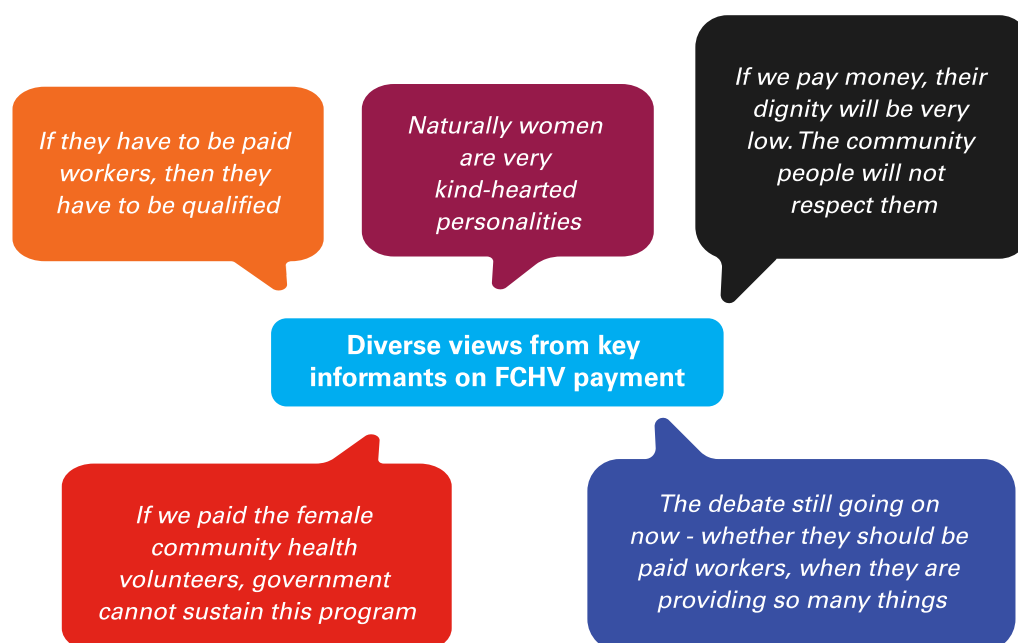 If they have to be paid
workers, then they
have to be qualified
Naturally women
are very
kind-hearted
personalities
If we pay money, their
dignity will be very
low. The community
people will not
respect them
Diverse views from key
informants on FCHV payment
If we paid the female
community health
volunteers, government
cannot sustain this program
The debate still going on
now - whether they should be
paid workers, when they are
providing so many things